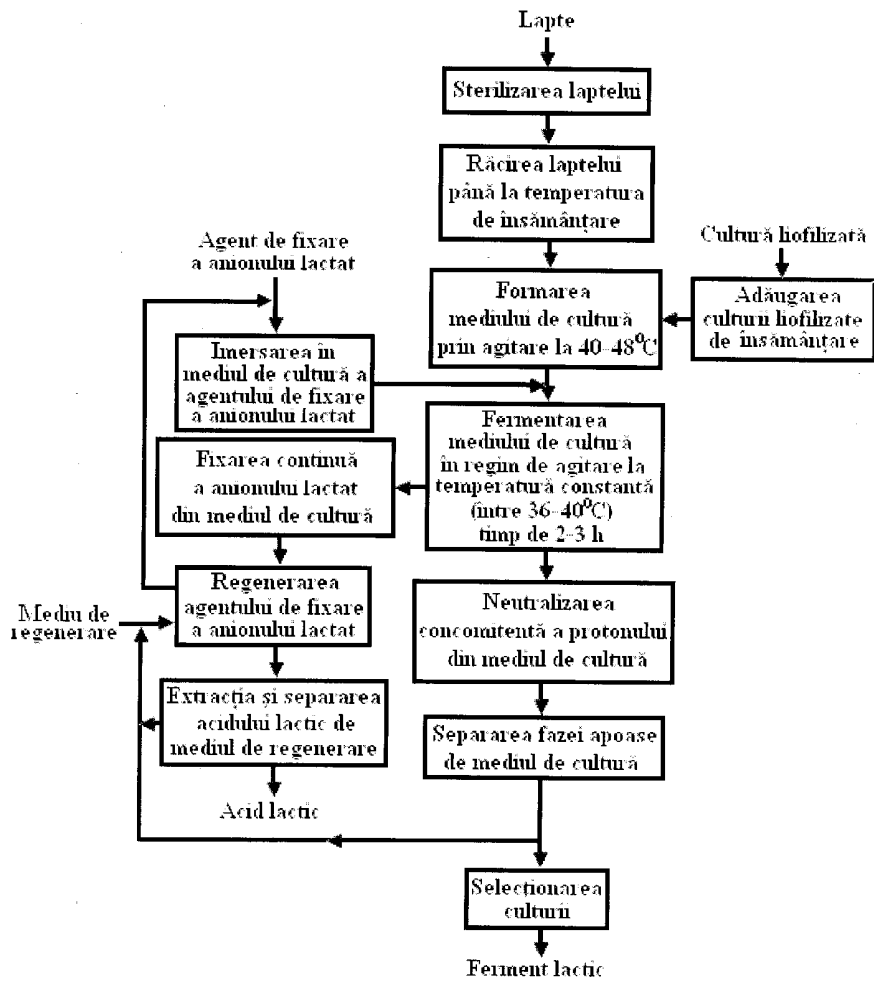 Lapte
Sterilizarea laptelui
Răcirea laptelui
până la temperatura
de însămânțare
Agent de fixare
a anionului lactat
Cultură liofilizată
Formarea
mediului de cultură
prin agitare la 40-48°C
Adăugarea
culturii liofilizate
de însămânțare
Imersarea în
mediul de cultură a
agentului de fixare
a anionului lactat
Fermentarea
mediului de cultură
în regim de agitare la
temperatură constantă
(între 36-40°C)
timp de 2-3 h
Fixarea continuă
a anionului lactat
din mediul de cultură
Regenerarea
agentului de fixare
a anionului lactat
Mediu de
regenerare
Neutralizarea
concomitentă a protonului
din mediul de cultură
Extracția și separarea
acidului lactic de
mediul de regenerare
Separarea fazei apoase
de mediul de cultură
Acid lactic
Selecționarea
culturii
Ferment lactic